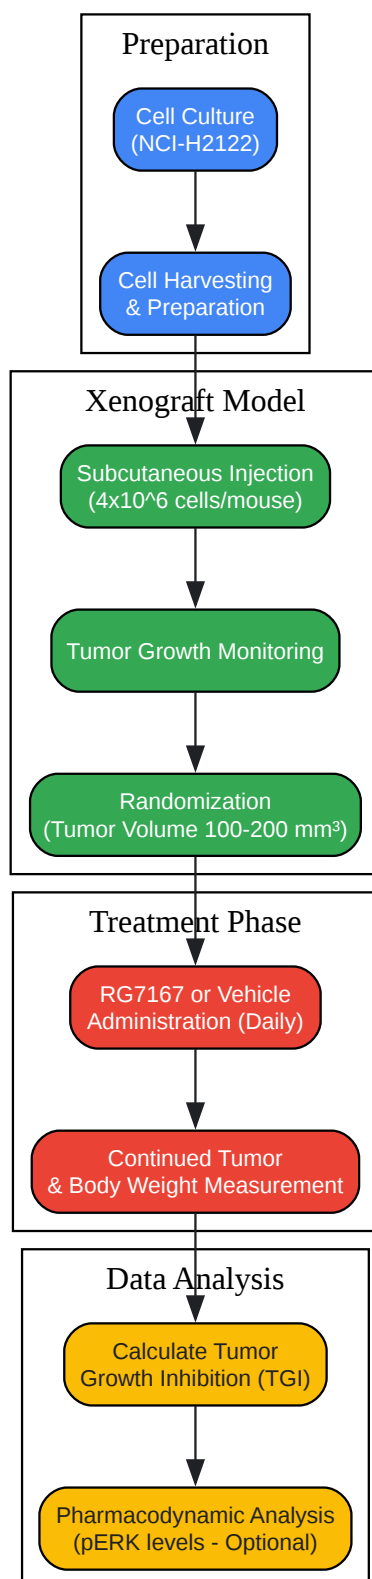 Preparation
Cell Culture
(NCI-H2122)
Cell Harvesting
& Preparation
Xenograft Model
Subcutaneous Injection
(4x10^6 cells/mouse)
Tumor Growth Monitoring
Randomization
(Tumor Volume 100-200 mm³)
Treatment Phase
RG7167 or Vehicle
Administration (Daily)
Continued Tumor
& Body Weight Measurement
Data Analysis
Calculate Tumor
Growth Inhibition (TGI)
Pharmacodynamic Analysis
(pERK levels - Optional)